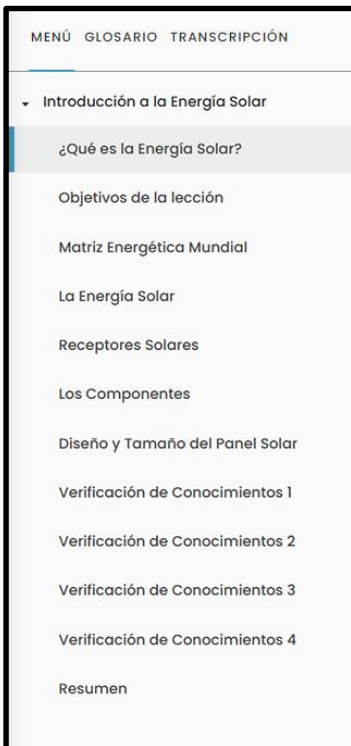 MENÚ GLOSARIO TRANSCRIPCIÓN
Introducción a la Energía Solar
¿Qué es la Energía Solar?
Objetivos de la lección
Matriz Energética Mundial
La Energía Solar
Receptores Solares
Los Componentes
Diseño y Tamaño del Panel Solar
Verificación de Conocimientos 1
Verificación de Conocimientos 2
Verificación de Conocimientos 3
Verificación de Conocimientos 4
Resumen